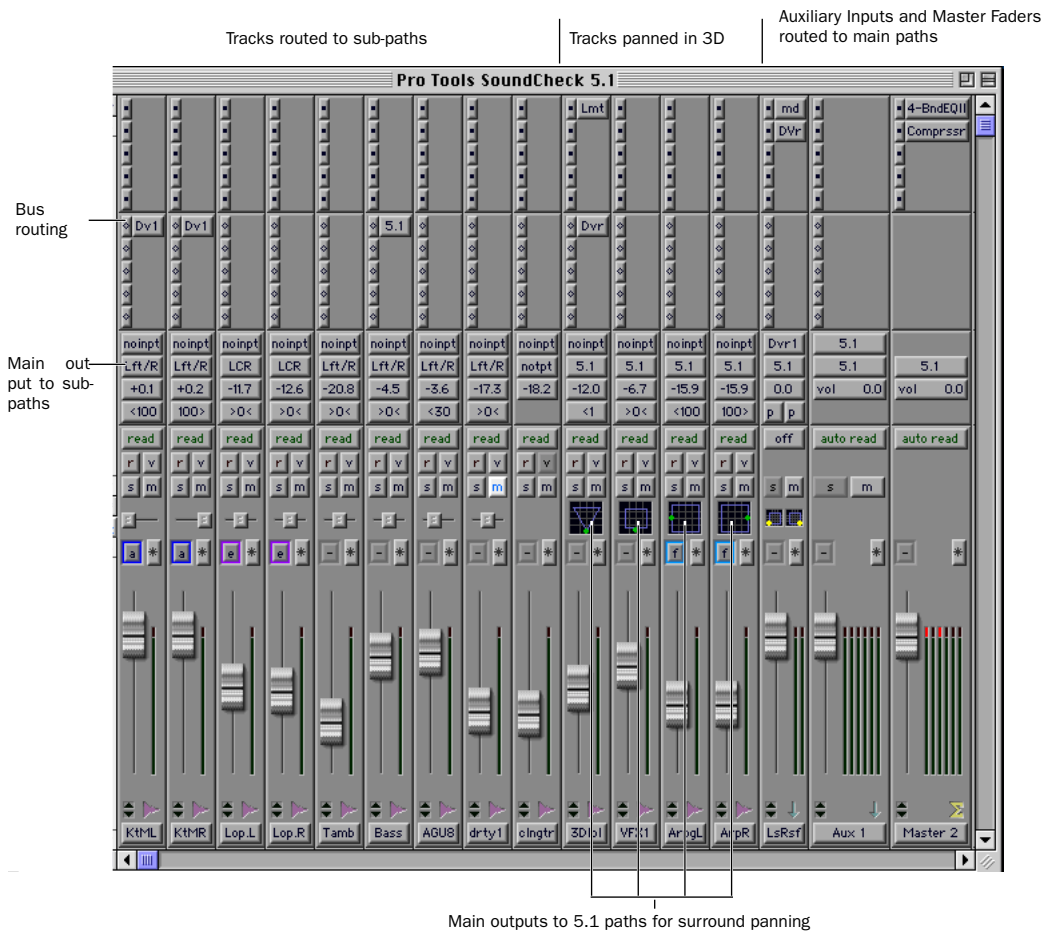 Tracks routed to sub-paths
Tracks panned in 3D
Auxiliary Inputs and Master Faders
routed to main paths
Pro Tools SoundCheck 5.1
Lmt md 4-BndEQII
DVr Comprssr
Bus
routing
Dv1 Dv1 5.1 Dvr
noinpt noinpt noinpt noinpt noinpt noinpt noinpt noinpt noinpt noinpt noinpt noinpt noinpt Dvr1 5.1
Main out-
put to sub-
paths
Lft/R Lft/R LCR LCR Lft/R Lft/R Lft/R Lft/R notpt 5.1 5.1 5.1 5.1 5.1 5.1 5.1
+0.1 +0.2 -11.7 -12.6 -20.8 -4.5 -3.6 -17.3 -18.2 -12.0 -6.7 -15.9 -15.9 0.0 vol 0.0 vol 0.0
<100 100> >0< >0< >0< >0< <30 >0< <1 >0< <100 100> p p
read read read read read read read read read read read read read off auto read auto read
r v r v r v r v r v r v r v r v r v r v r v r v r v
s m s m s m s m s m s m s m s m s m s m s m s m s m s m s m
a * a * e * e * - * - * - * - * - * - * - * f * f * - * - * - *
KtML KtMR Lop.L Lop.R Tamb Bass AGU8 drty1 clngtr VFX1 ArpR LsRsf Aux 1 Master 2
Main outputs to 5.1 paths for surround panning